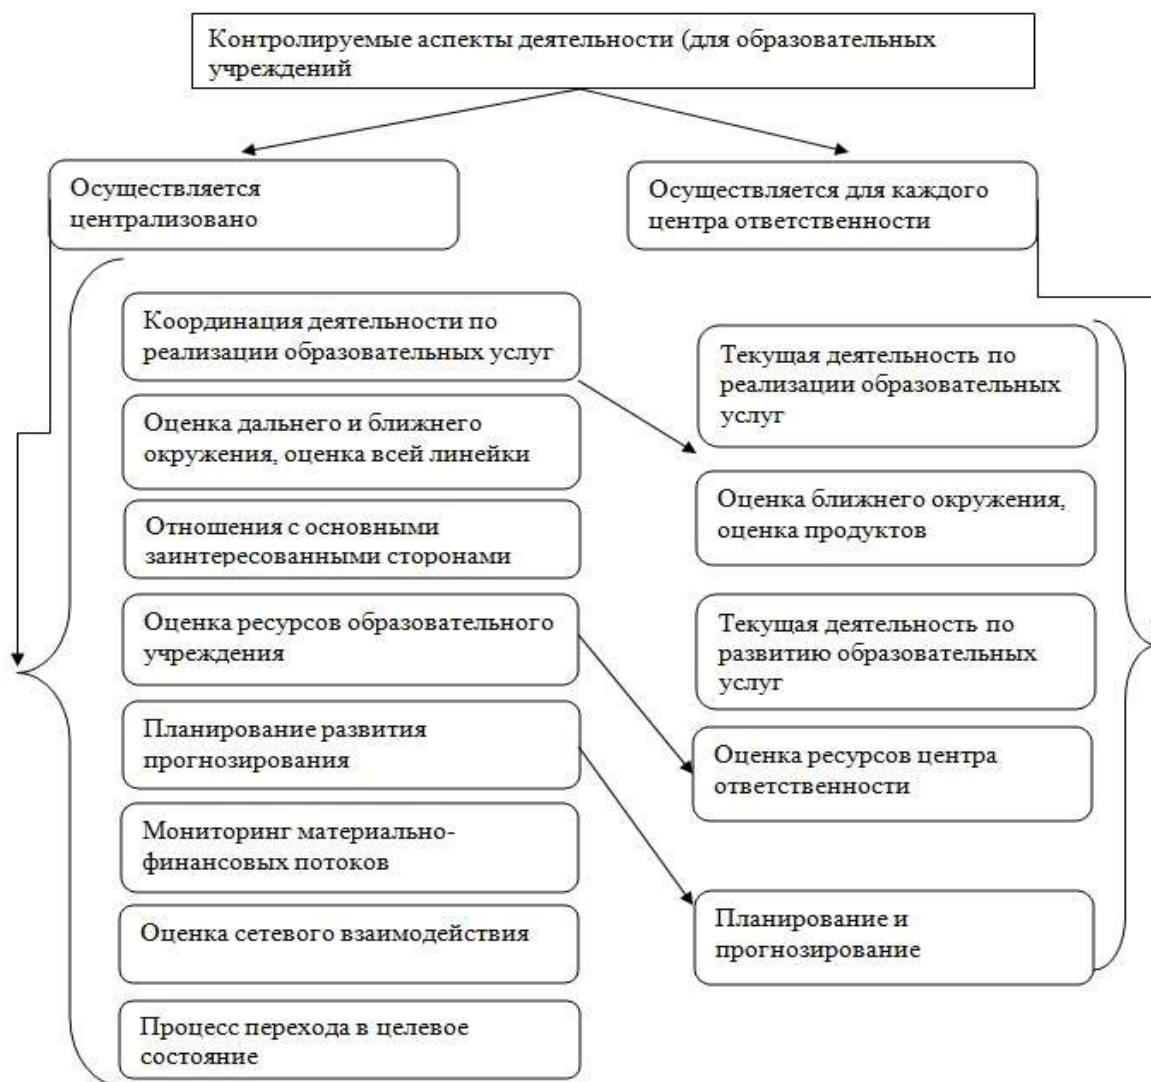 Контролируемые аспекты деятельности (для образовательных
учреждений
Осуществляется
централизовано
Осуществляется для каждого
центра ответственности
Координация деятельности по
реализации образовательных услуг
Оценка дальнего и ближнего
окружения, оценка всей линейки
Отношения с основными
заинтересованными сторонами
Оценка ресурсов образовательного
учреждения
Планирование развития
прогнозирования
Мониторинг материально-
финансовых потоков
Оценка сетевого взаимодействия
Процесс перехода в целевое
состояние
Текущая деятельность по
реализации образовательных
услуг
Оценка ближнего окружения,
оценка продуктов
Текущая деятельность по
развитию образовательных
услуг
Оценка ресурсов центра
ответственности
Планирование и
прогнозирование